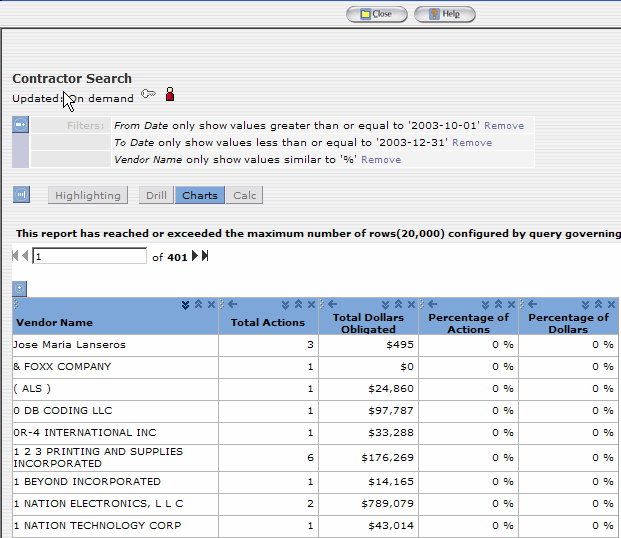 Close Help
Contractor Search
Updated: On demand
Filters: From Date only show values greater than or equal to '2003-10-01' Remove
To Date only show values less than or equal to '2003-12-31' Remove
Vendor Name only show values similar to '%' Remove
Highlighting Drill Charts Calc
This report has reached or exceeded the maximum number of rows(20,000) configured by query governing
1 of 401
Vendor Name Total Actions Total Dollars Obligated Percentage of Actions Percentage of Dollars
Jose Maria Lanseros 3 $495 0 % 0 %
& FOXX COMPANY 1 $0 0 % 0 %
( ALS ) 1 $24,860 0 % 0 %
0 DB CODING LLC 1 $97,787 0 % 0 %
0R-4 INTERNATIONAL INC 1 $33,288 0 % 0 %
1 2 3 PRINTING AND SUPPLIES INCORPORATED 6 $176,269 0 % 0 %
1 BEYOND INCORPORATED 1 $14,165 0 % 0 %
1 NATION ELECTRONICS, L L C 2 $789,079 0 % 0 %
1 NATION TECHNOLOGY CORP 1 $43,014 0 % 0 %